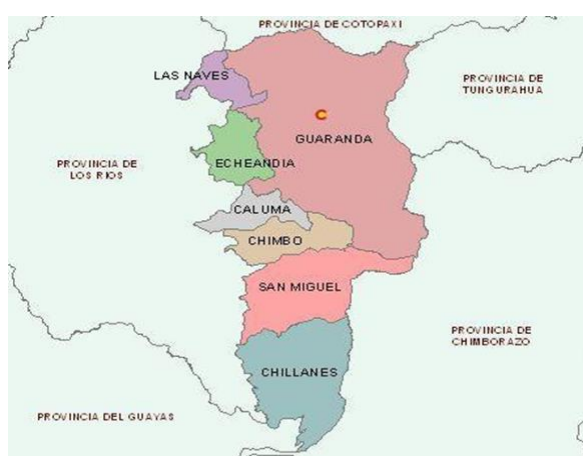 PROVINCIA DE COTOPAXI
LAS NAVES
PROVINCIA DE
TUNGURAHUA
C
GUARANDA
PROVINCIA DE
LOS RIOS
ECHEANDIA
CALUMA
CHIMBO
SAN MIGUEL
PROVINCIA DE
CHIMBORAZO
CHILLANES
PROVINCIA DEL GUAYAS